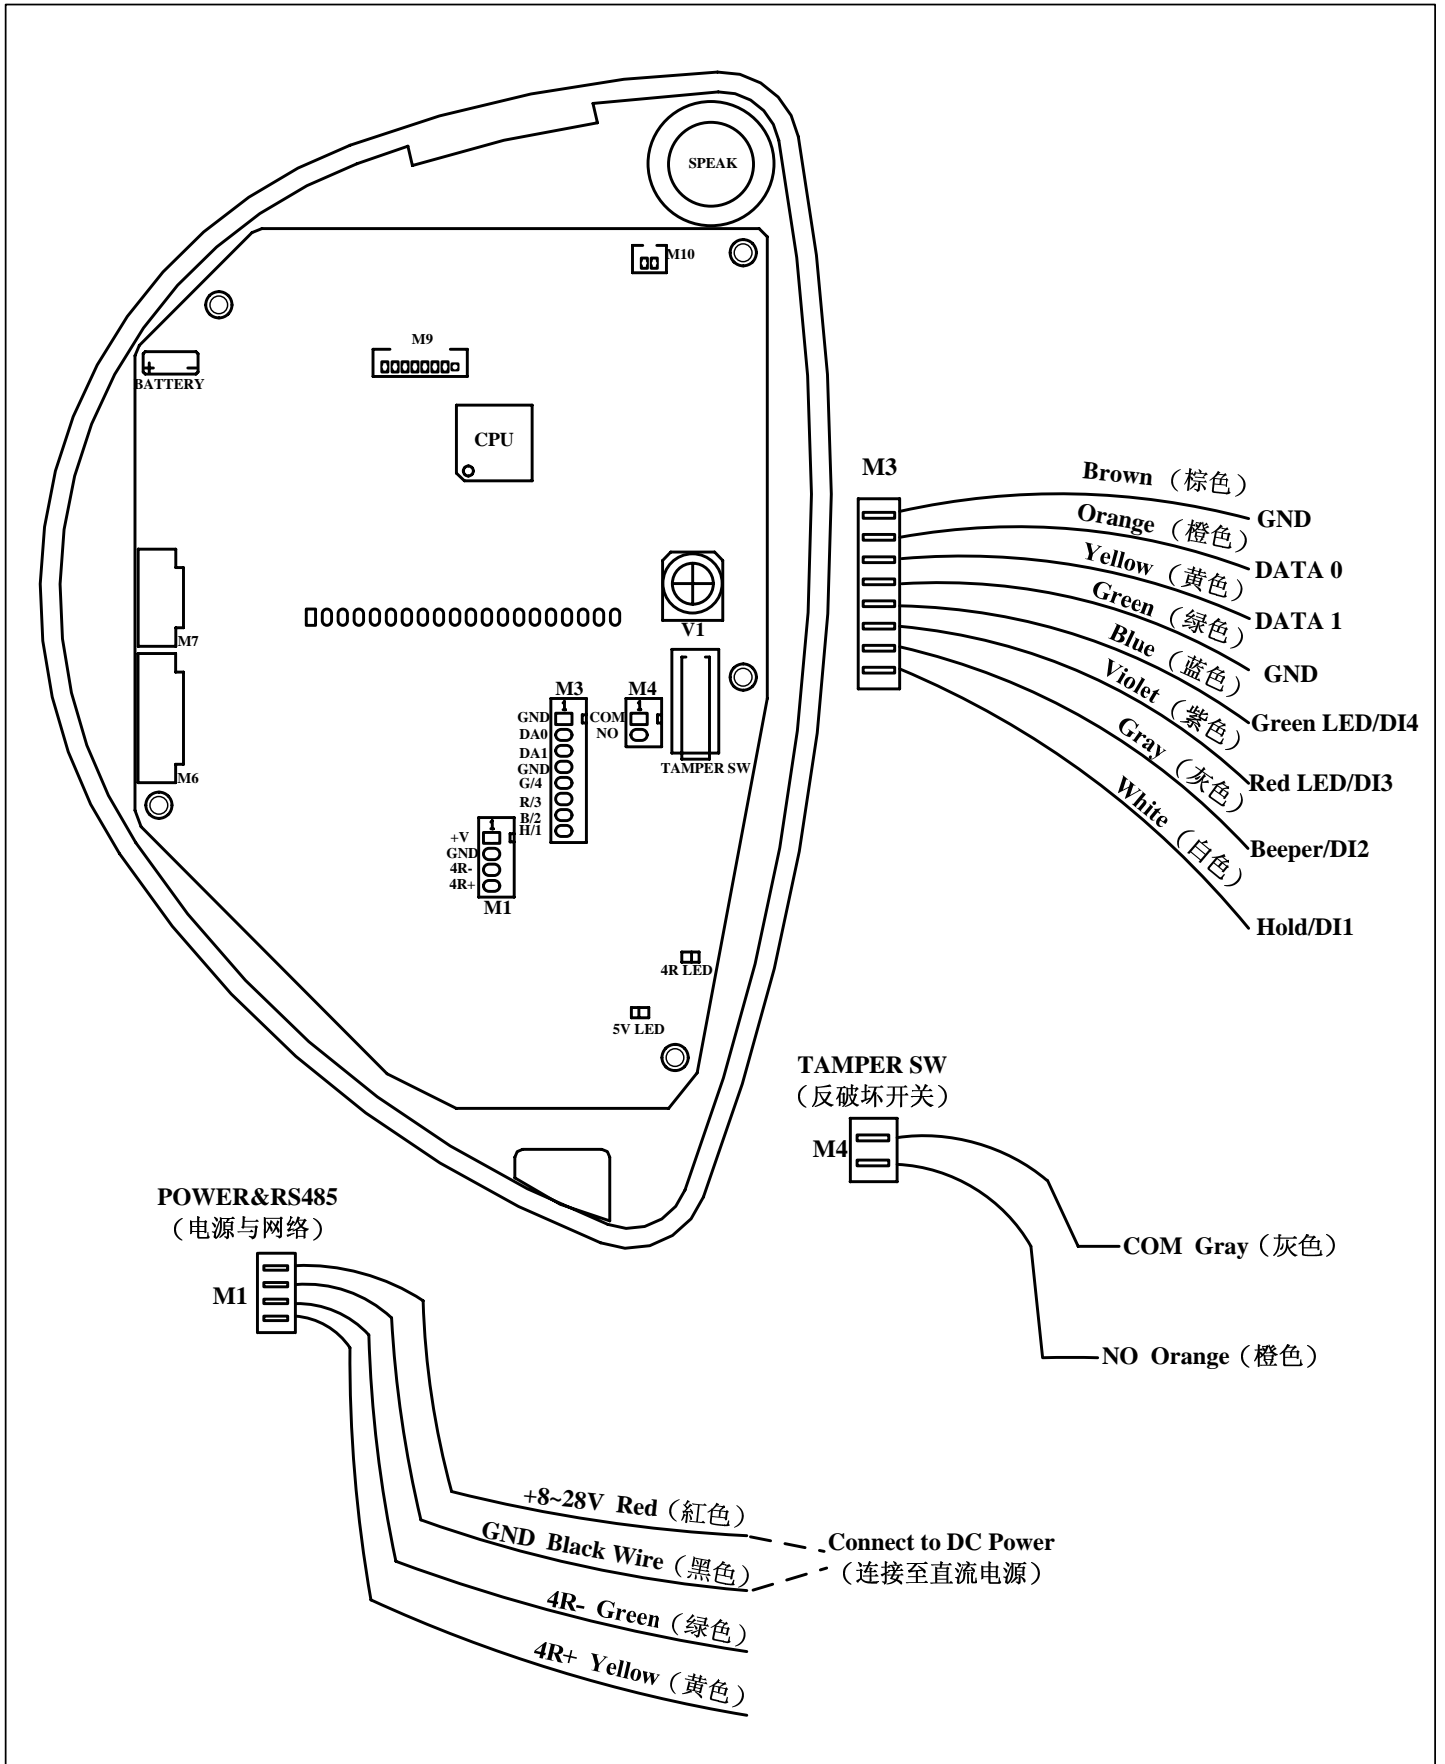 SPEAK
M10
M9
BATTERY
CPU
M7
V1
M6
M3
1
GND
DA0
DA1
GND
G/4
R/3
B/2
H/1
M4
1
COM
NO
TAMPER SW
1
+V
GND
4R-
4R+
M1
4R LED
5V LED
M3
Brown（棕色）
GND
Orange（橙色）
DATA 0
Yellow（黄色）
DATA 1
Green（绿色）
GND
Blue（蓝色）
Green LED/DI4
Violet（紫色）
Red LED/DI3
Gray（灰色）
Beeper/DI2
White（白色）
Hold/DI1
TAMPER SW
（反破坏开关）
M4
COM Gray（灰色）
NO Orange（橙色）
POWER&RS485
（电源与网络）
M1
+8~28V Red（紅色）
GND Black Wire（黑色）
Connect to DC Power
（连接至直流电源）
4R- Green（绿色）
4R+ Yellow（黄色）